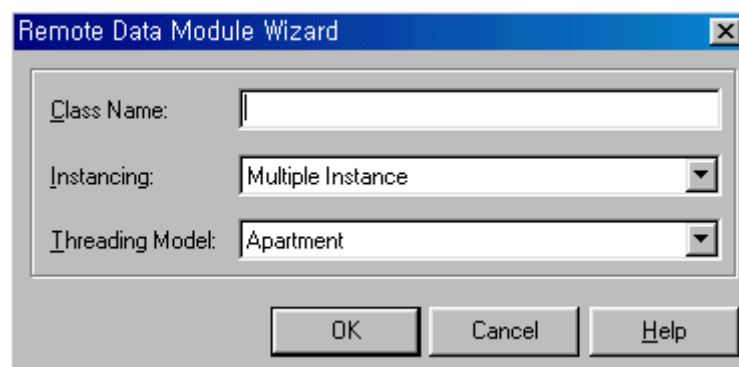 Remote Data Module Wizard
Class Name:
Instancing: Multiple Instance
Threading Model: Apartment
OK Cancel Help